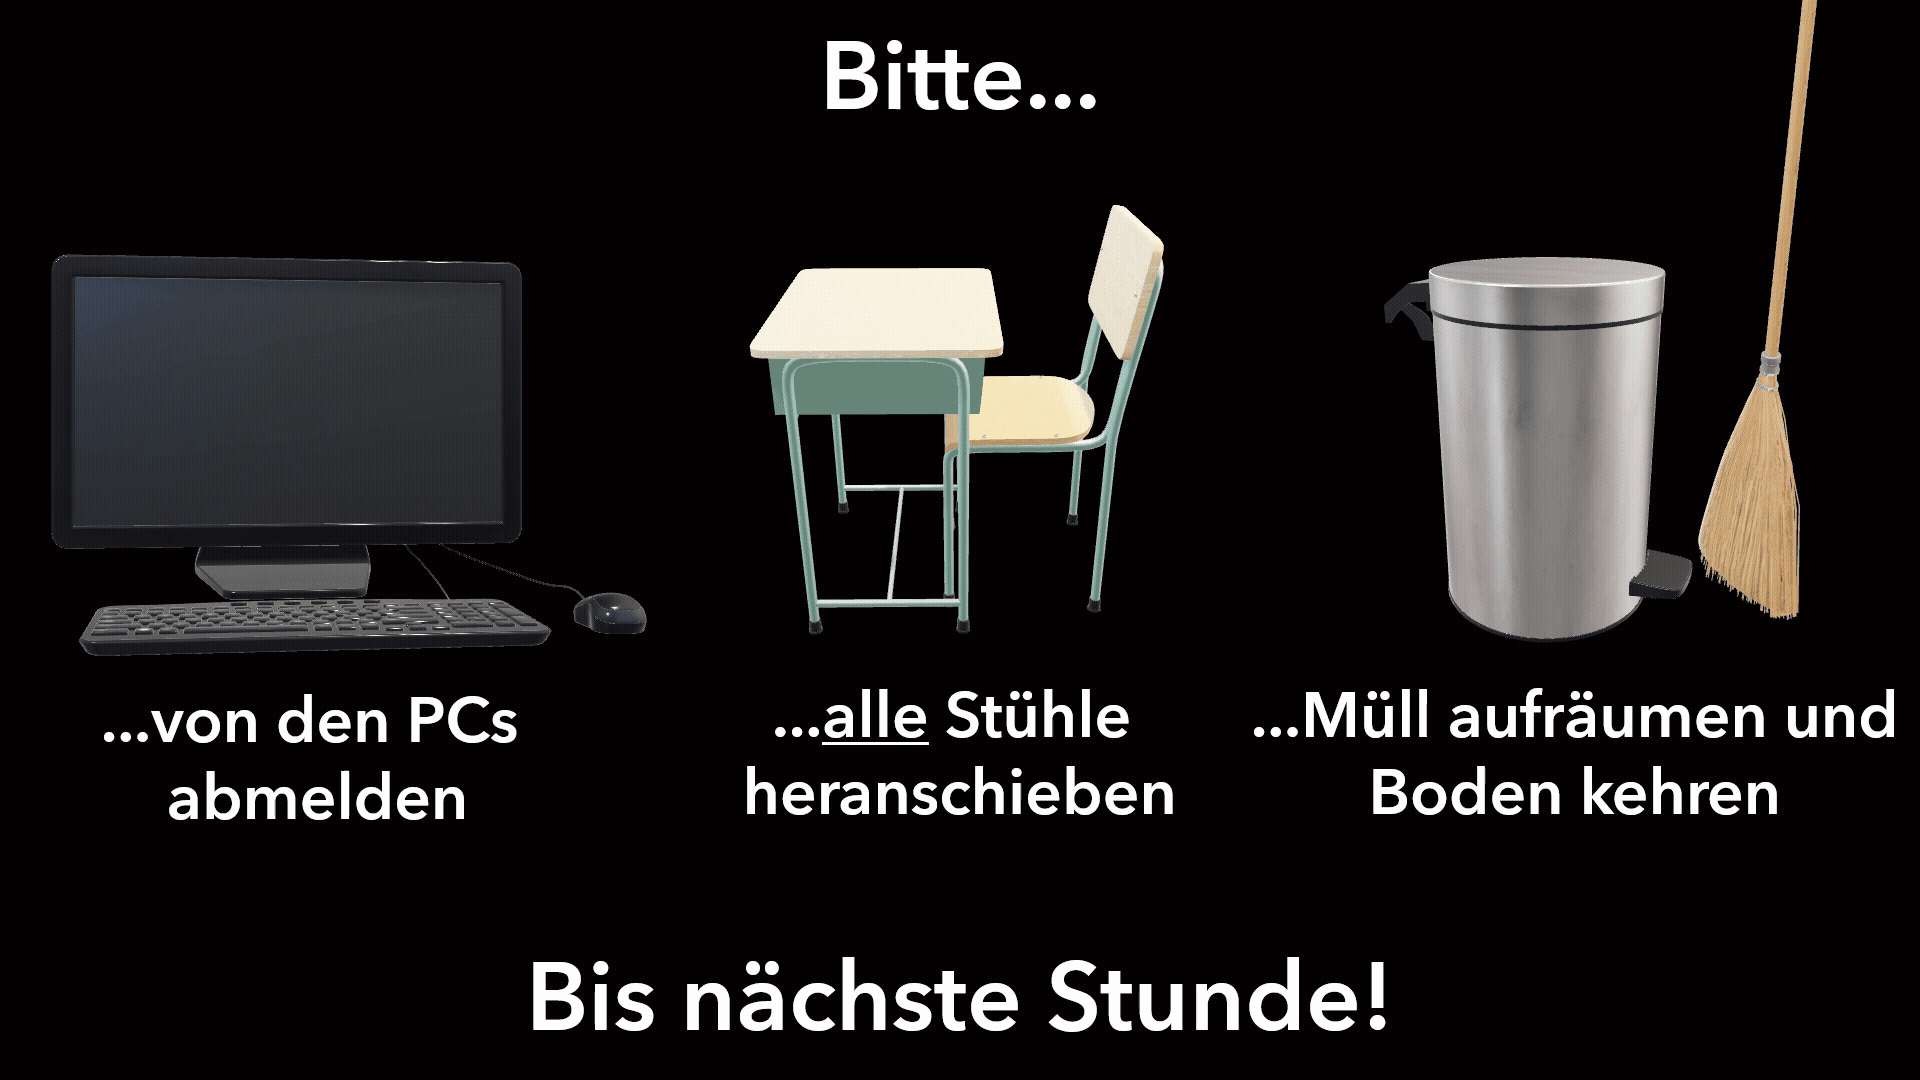 Bitte...
...von den PCs
abmelden
...alle Stühle
heranschieben
...Müll aufräumen und
Boden kehren
Bis nächste Stunde!